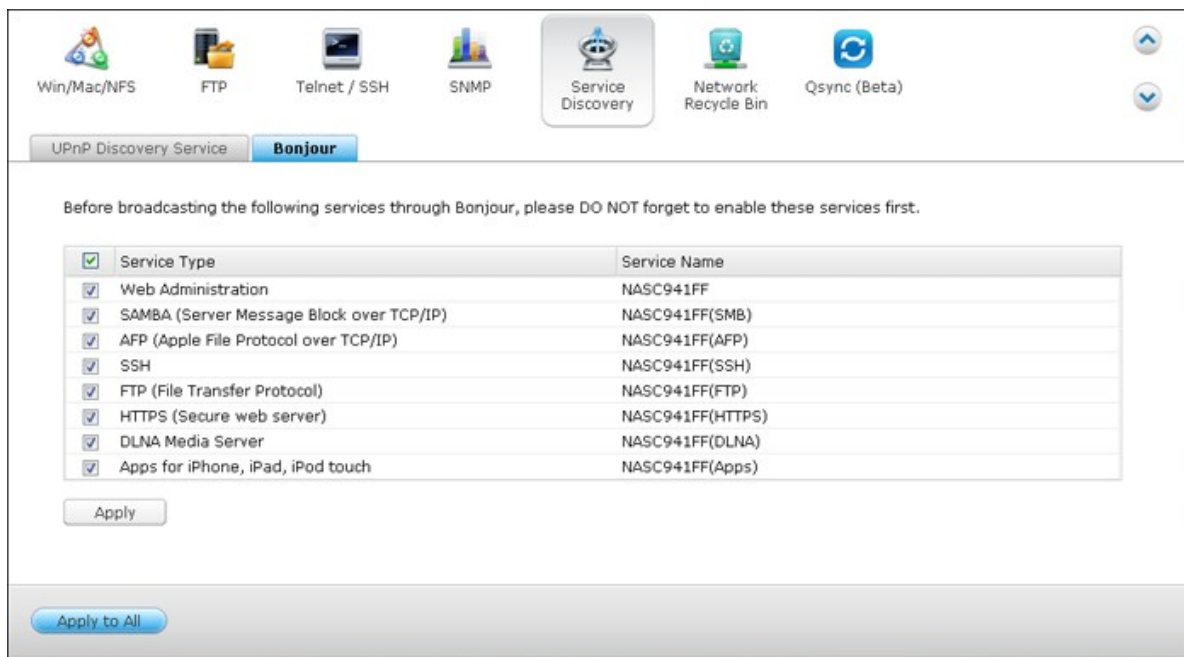 Win/Mac/NFS
FTP
Telnet / SSH
SNMP
Service
Discovery
Network
Recycle Bin
Qsync (Beta)
UPnP Discovery Service
Bonjour
Before broadcasting the following services through Bonjour, please DO NOT forget to enable these services first.
Service Type Service Name
Web Administration NASC941FF
SAMBA (Server Message Block over TCP/IP) NASC941FF(SMB)
AFP (Apple File Protocol over TCP/IP) NASC941FF(AFP)
SSH NASC941FF(SSH)
FTP (File Transfer Protocol) NASC941FF(FTP)
HTTPS (Secure web server) NASC941FF(HTTPS)
DLNA Media Server NASC941FF(DLNA)
Apps for iPhone, iPad, iPod touch NASC941FF(Apps)
Apply
Apply to All